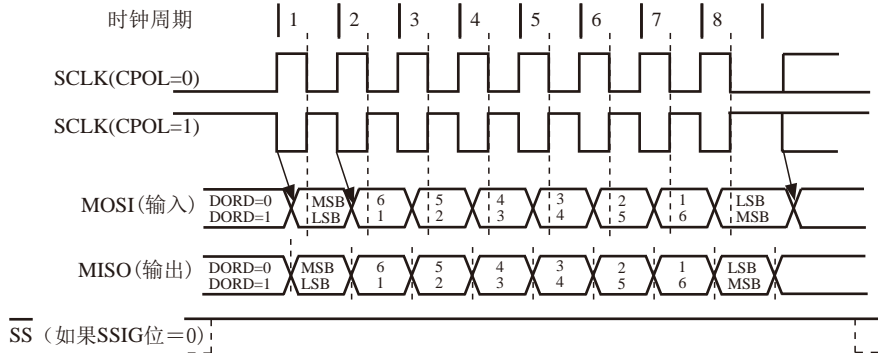 时钟周期 1 2 3 4 5 6 7 8
SCLK(CPOL=0)
SCLK(CPOL=1)
MOSI(输入) DORD=0 MSB 6 5 4 3 2 1 LSB
DORD=1 LSB 1 2 3 4 5 6 MSB
MISO(输出) DORD=0 MSB 6 5 4 3 2 1 LSB
DORD=1 LSB 1 2 3 4 5 6 MSB
SS(如果SSIG位=0)